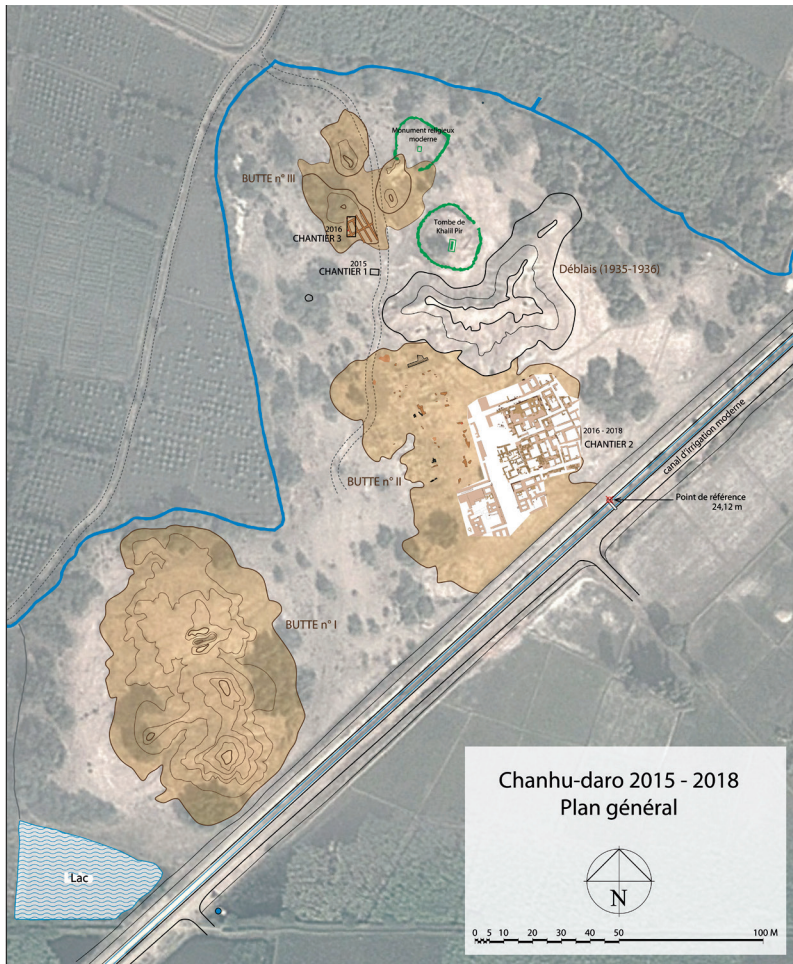 Monument religieux
moderne
BUTTE n° III
2016
CHANTIER 3
Tombe de
Khalil Pir
2015
CHANTIER 1
Déblais (1935-1936)
2016 - 2018
CHANTIER 2
canal d'irrigation moderne
BUTTE n° II
Point de référence
24,12 m
BUTTE n° I
Lac
Chanhu-daro 2015 - 2018
Plan général
N
0 5 10 20 30 40 50 100 M